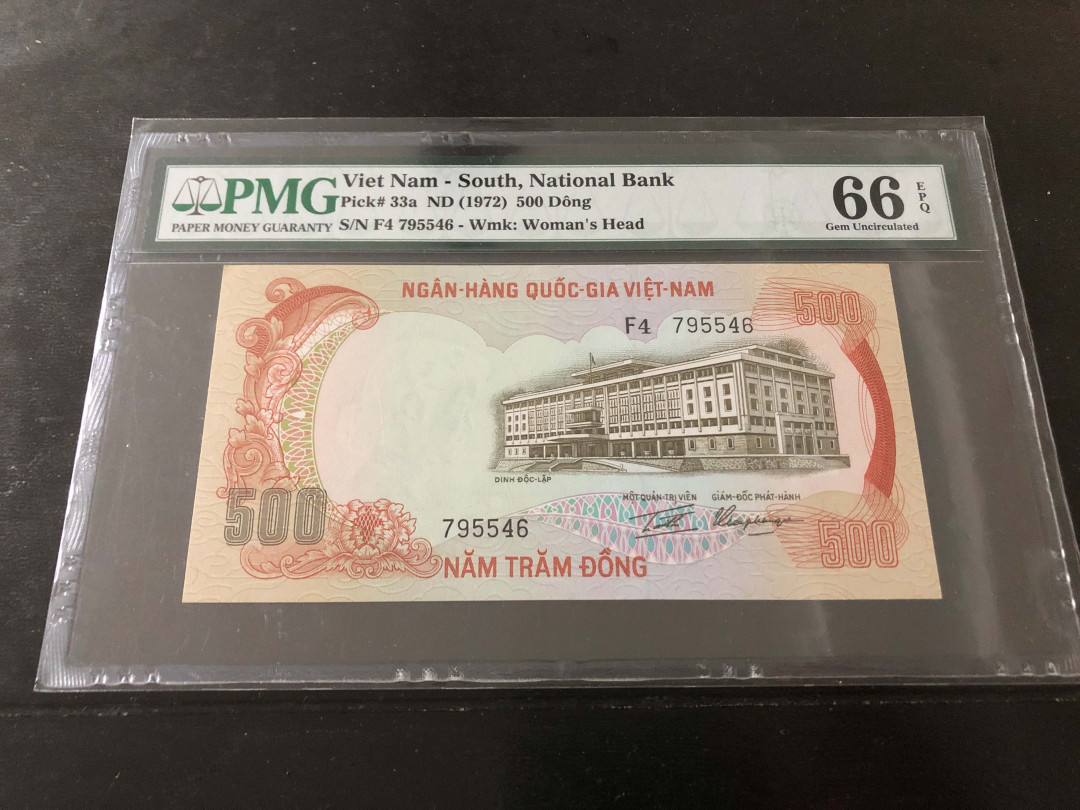 PMG
PAPER MONEY GUARANTY
Viet Nam - South, National Bank
Pick# 33a ND (1972) 500 Dông
S/N F4 795546 - Wmk: Woman's Head
66 EPQ
Gem Uncirculated
NGÂN-HÀNG QUỐC-GIA VIỆT-NAM
500
F4 795546
DINH ĐỘC-LẬP
MỘT QUẢN-TRỊ VIÊN GIÁM-ĐỐC PHÁT-HÀNH
500
795546
500
NĂM TRĂM ĐỒNG